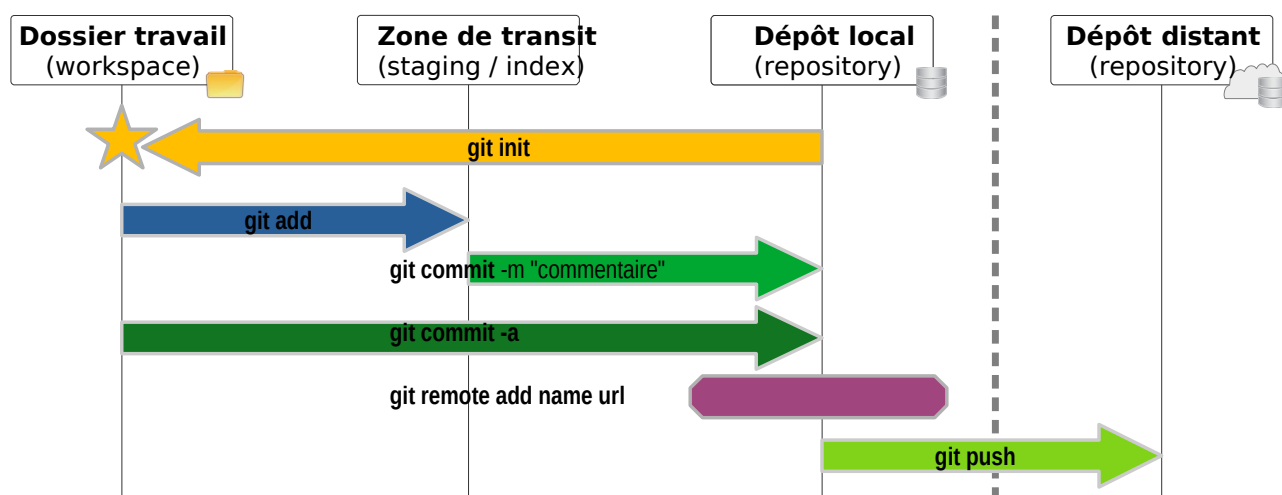 Dossier travail
(workspace)
Zone de transit
(staging / index)
Dépôt local
(repository)
Dépôt distant
(repository)
git init
git add
git commit -m "commentaire"
git commit -a
git remote add name url
git push